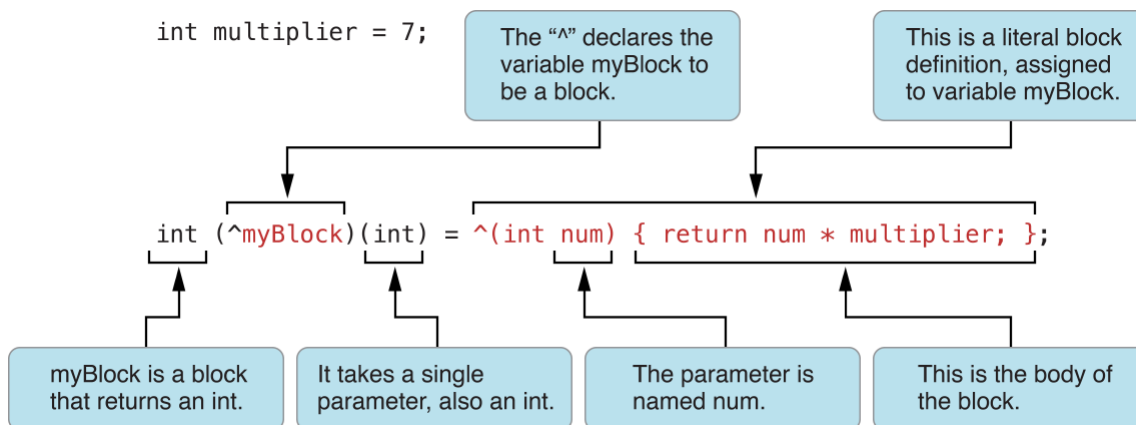 int multiplier = 7;
The “^” declares the
variable myBlock to
be a block.
This is a literal block
definition, assigned
to variable myBlock.
int (^myBlock)(int) = ^(int num) { return num * multiplier; };
myBlock is a block
that returns an int.
It takes a single
parameter, also an int.
The parameter is
named num.
This is the body of
the block.